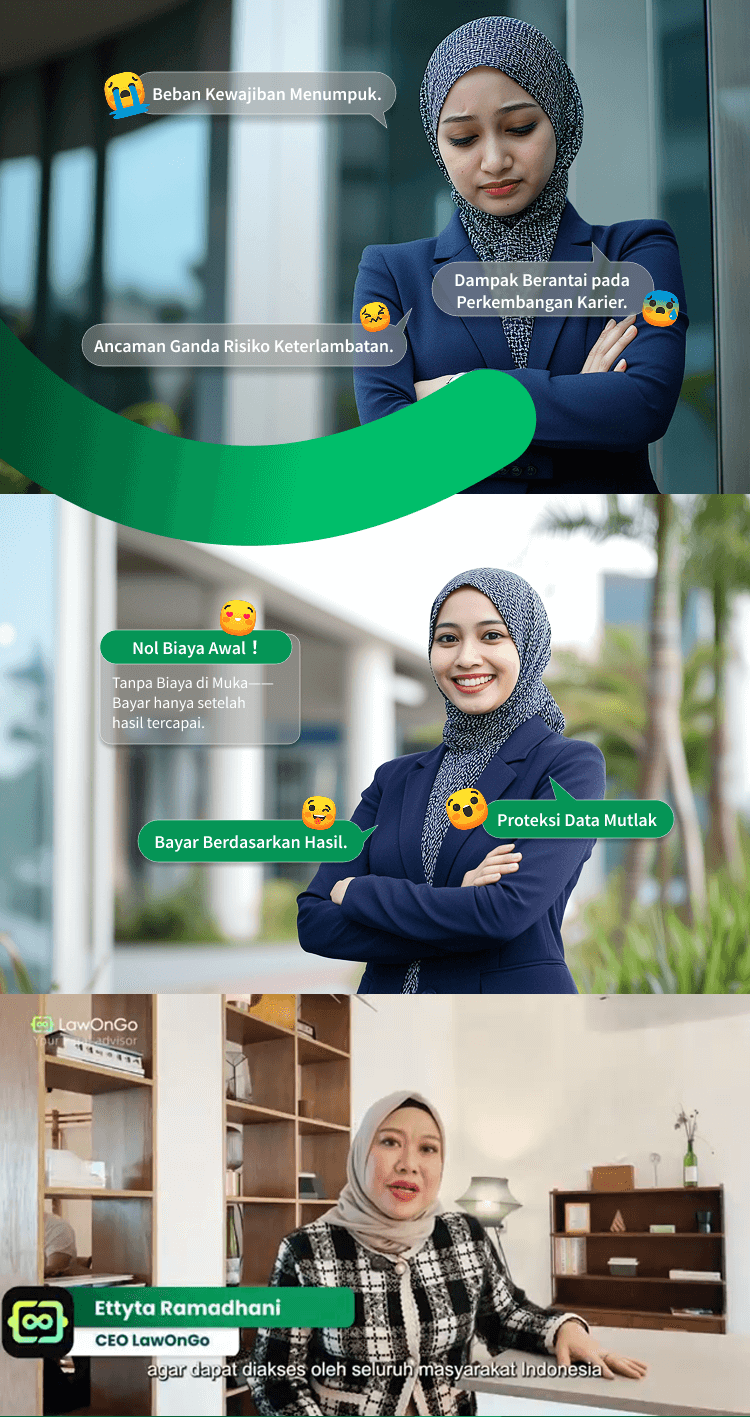 Beban Kewajiban Menumpuk.
Dampak Berantai pada
Perkembangan Karier.
Ancaman Ganda Risiko Keterlambatan.
Nol Biaya Awal！
Tanpa Biaya di Muka——
Bayar hanya setelah
hasil tercapai.
Proteksi Data Mutlak
Bayar Berdasarkan Hasil.
LawOnGo
Your advisor
Ettyta Ramadhani
CEO LawOnGo
agar dapat diakses oleh seluruh masyarakat Indonesia